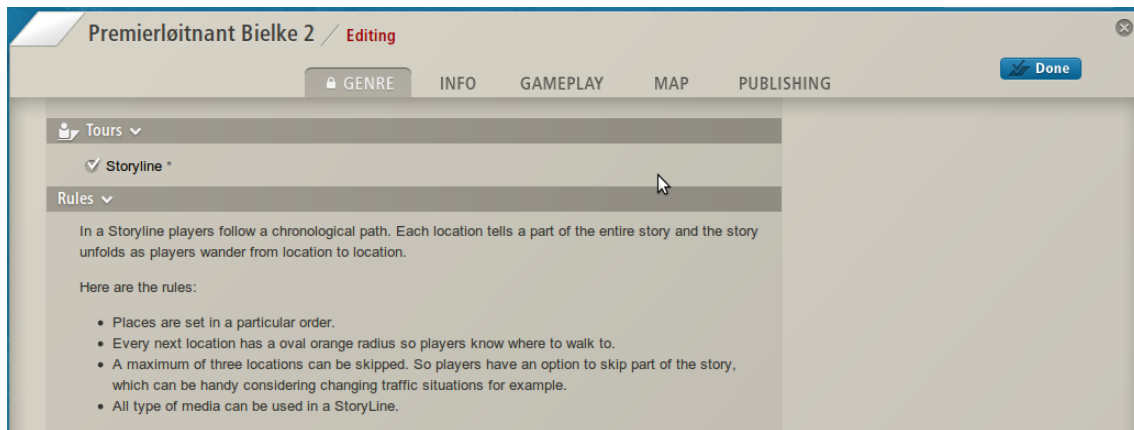 Premierløitnant Bielke 2 / Editing
GENRE INFO GAMEPLAY MAP PUBLISHING
Done
Tours
Storyline *
Rules
In a Storyline players follow a chronological path. Each location tells a part of the entire story and the story
unfolds as players wander from location to location.
Here are the rules:
• Places are set in a particular order.
• Every next location has a oval orange radius so players know where to walk to.
• A maximum of three locations can be skipped. So players have an option to skip part of the story,
which can be handy considering changing traffic situations for example.
• All type of media can be used in a StoryLine.